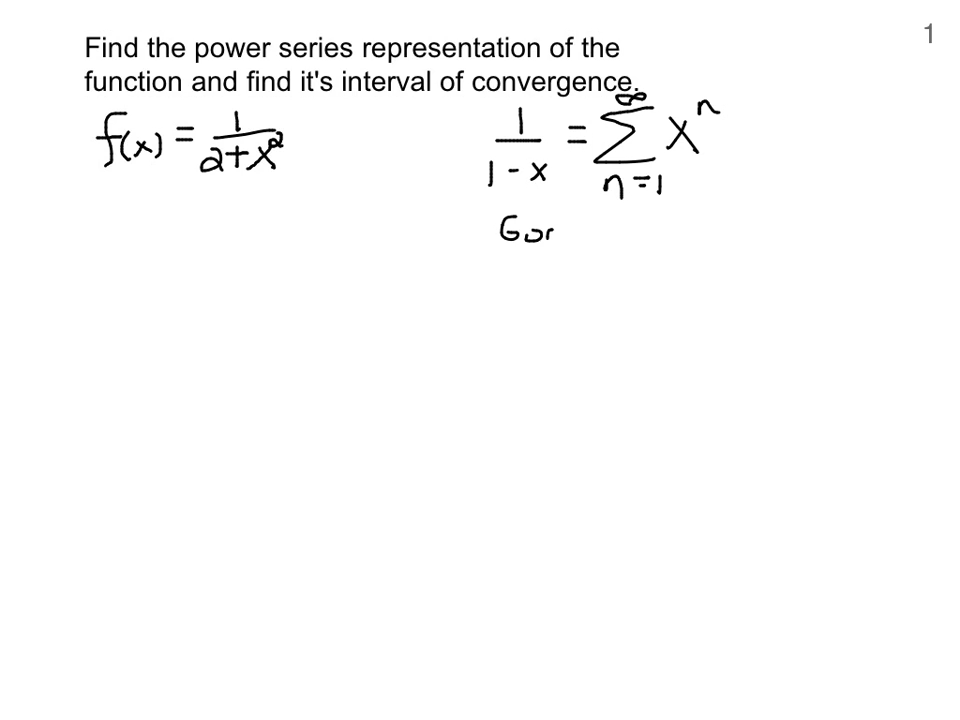 1
Find the power series representation of the
function and find it's interval of convergence.
f(x) = 1/(2+x²)
1/(1-x) = ∑_{n=1}^{∞} xⁿ